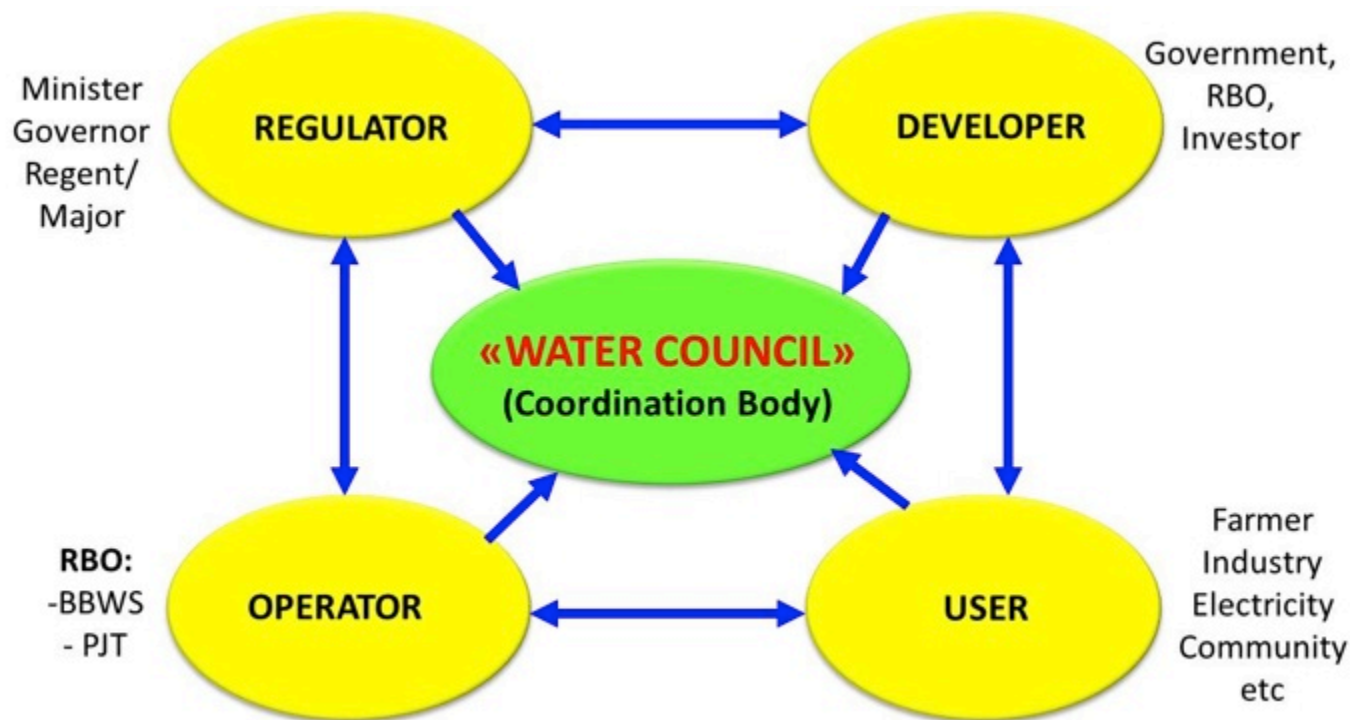 Minister
Governor
Regent/
Major
REGULATOR
DEVELOPER
Government,
RBO,
Investor
«WATER COUNCIL»
(Coordination Body)
RBO:
-BBWS
- PJT
OPERATOR
USER
Farmer
Industry
Electricity
Community
etc